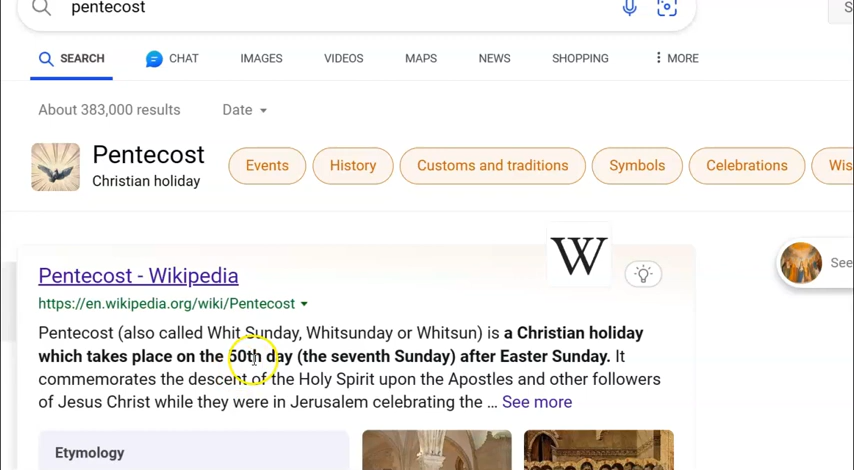 pentecost
S
SEARCH CHAT IMAGES VIDEOS MAPS NEWS SHOPPING MORE
About 383,000 results Date
Pentecost
Christian holiday
Events History Customs and traditions Symbols Celebrations Wis
W
Pentecost - Wikipedia
See
https://en.wikipedia.org/wiki/Pentecost
Pentecost (also called Whit Sunday, Whitsunday or Whitsun) is a Christian holiday
which takes place on the 50th day (the seventh Sunday) after Easter Sunday. It
commemorates the descent of the Holy Spirit upon the Apostles and other followers
of Jesus Christ while they were in Jerusalem celebrating the ... See more
Etymology